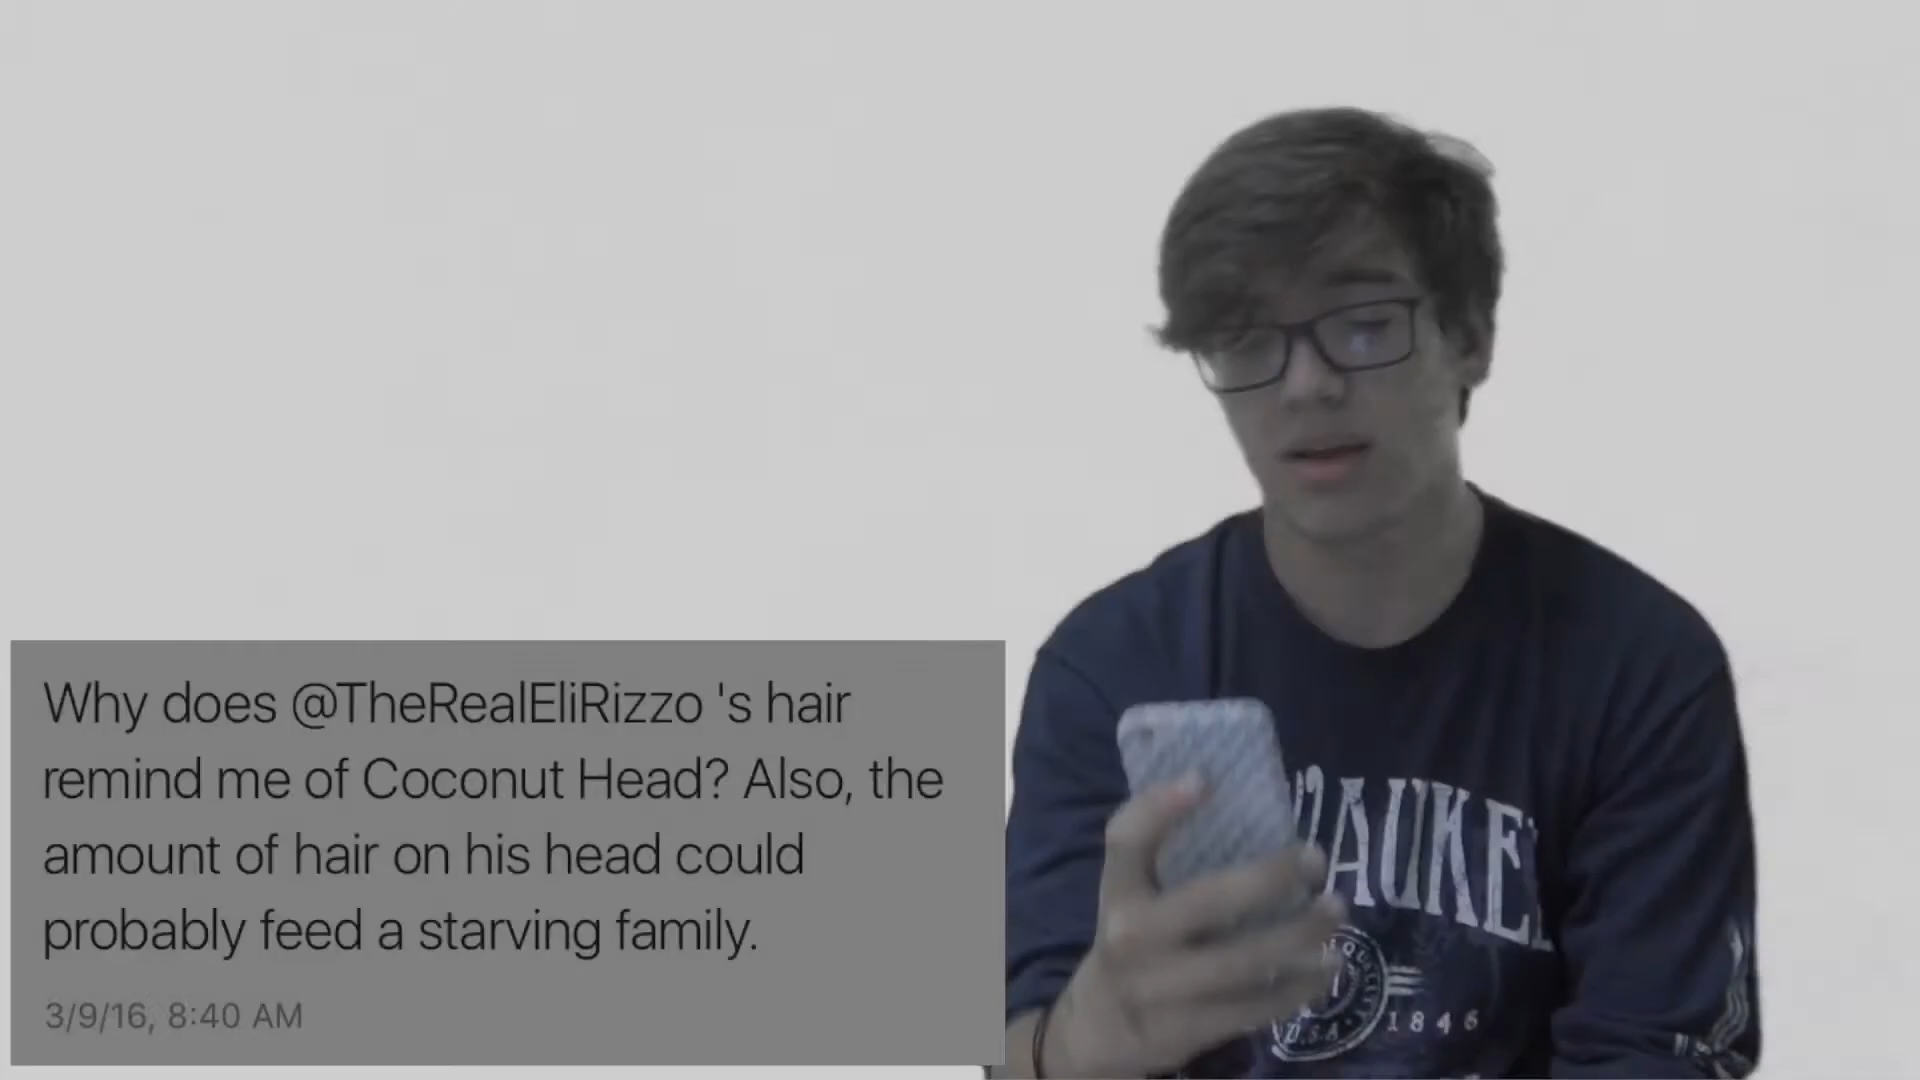 Why does @TheRealEliRizzo 's hair
remind me of Coconut Head? Also, the
amount of hair on his head could
probably feed a starving family.
3/9/16, 8:40 AM
U.S.A.
1846